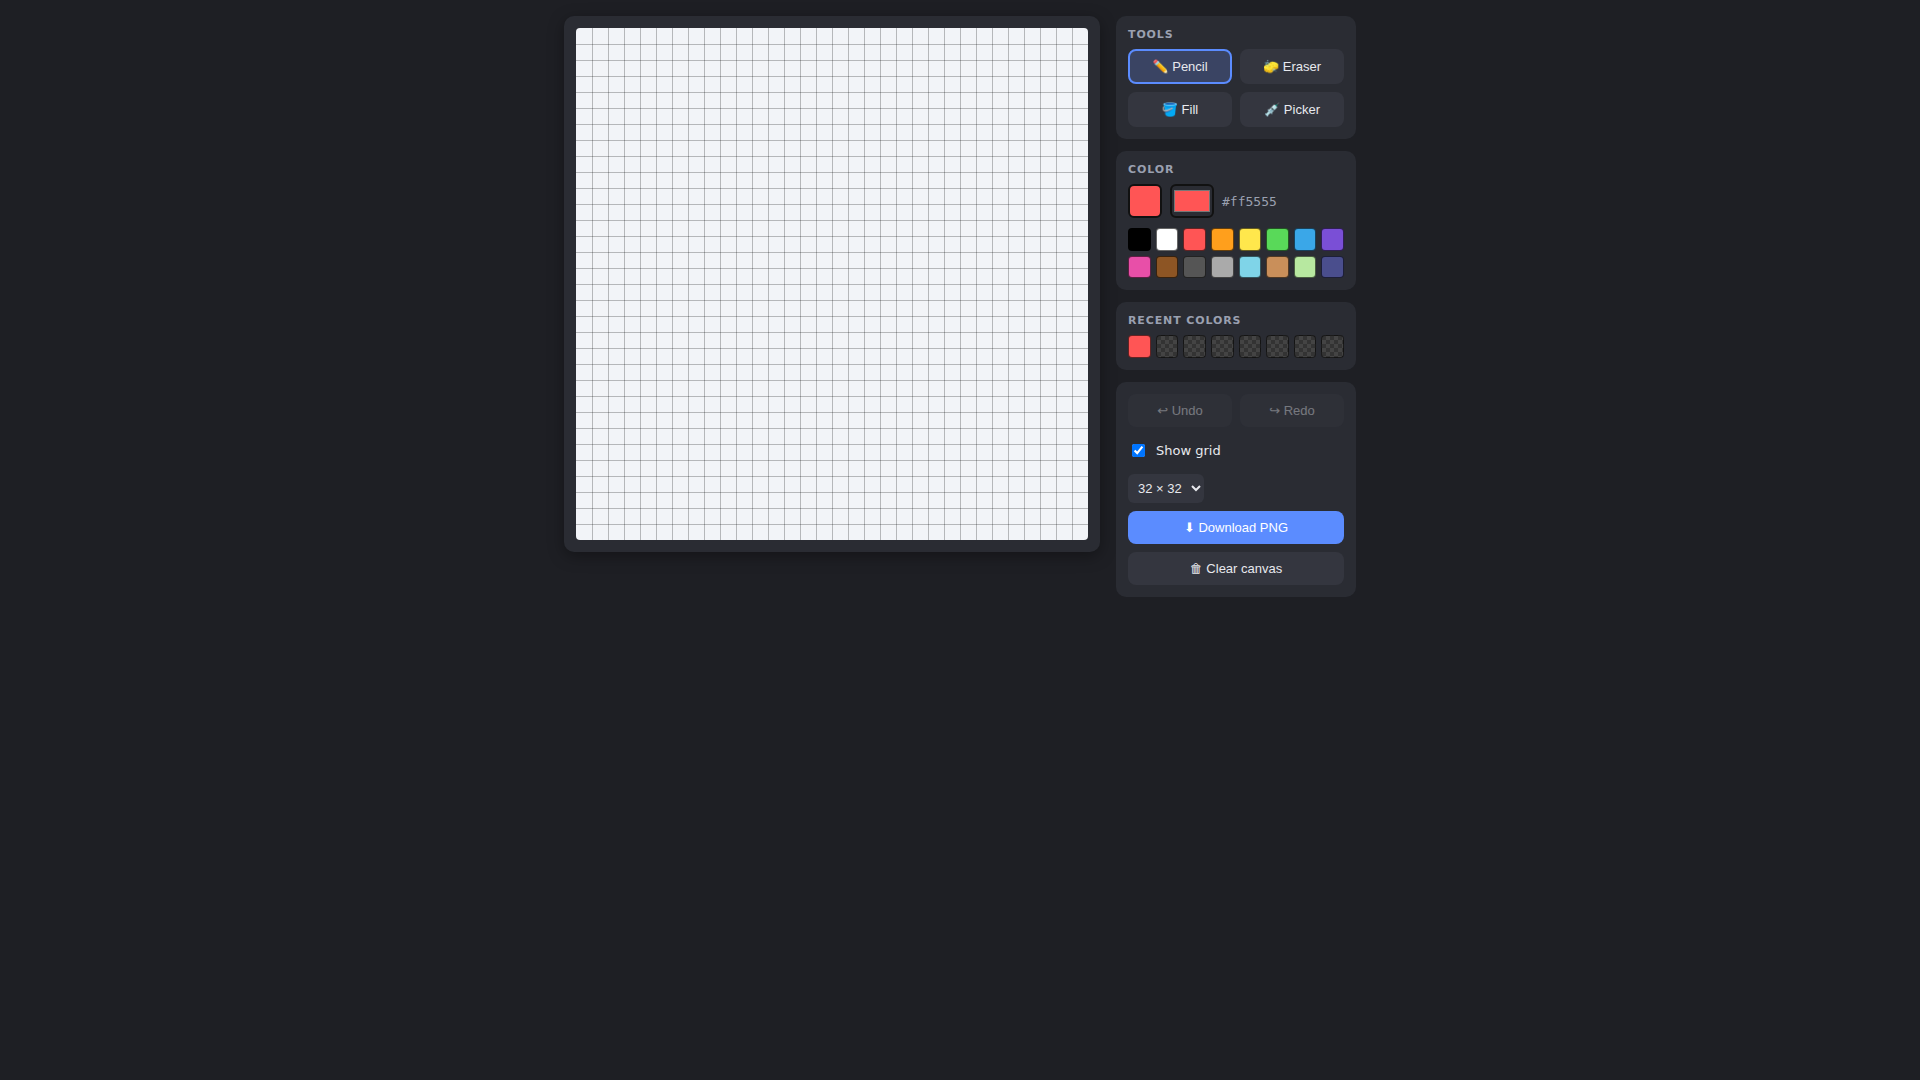 TOOLS
✏️ Pencil
🧽 Eraser
🪣 Fill
💉 Picker
COLOR
#ff5555
RECENT COLORS
↩ Undo
↪ Redo
Show grid
32 × 32
⬇ Download PNG
🗑 Clear canvas